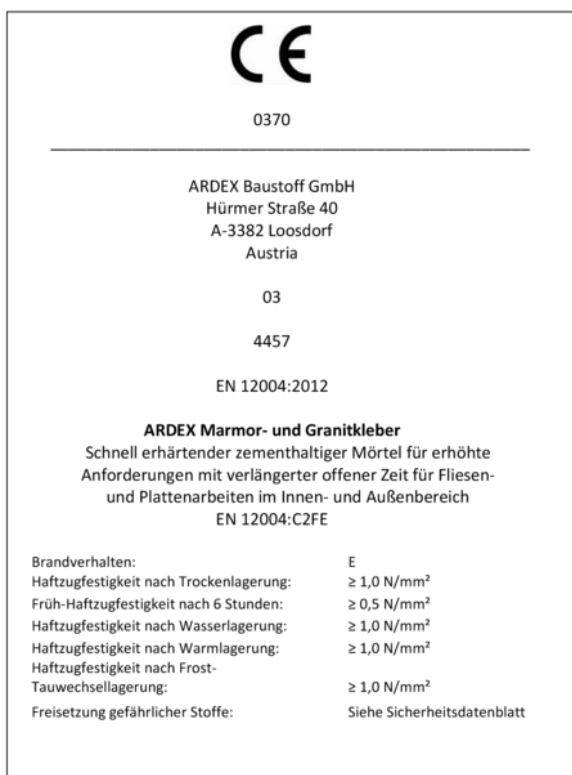 CE
0370
ARDEX Baustoff GmbH
Hürmer Straße 40
A-3382 Loosdorf
Austria
03
4457
EN 12004:2012
ARDEX Marmor- und Granitkleber
Schnell erhärtender zementhaltiger Mörtel für erhöhte
Anforderungen mit verlängerter offener Zeit für Fliesen-
und Plattenarbeiten im Innen- und Außenbereich
EN 12004:C2FE
Brandverhalten: E
Haftzugfestigkeit nach Trockenlagerung: ≥ 1,0 N/mm²
Früh-Haftzugfestigkeit nach 6 Stunden: ≥ 0,5 N/mm²
Haftzugfestigkeit nach Wasserlagerung: ≥ 1,0 N/mm²
Haftzugfestigkeit nach Warmlagerung: ≥ 1,0 N/mm²
Haftzugfestigkeit nach Frost-
Tauwechsellagerung: ≥ 1,0 N/mm²
Freisetzung gefährlicher Stoffe: Siehe Sicherheitsdatenblatt